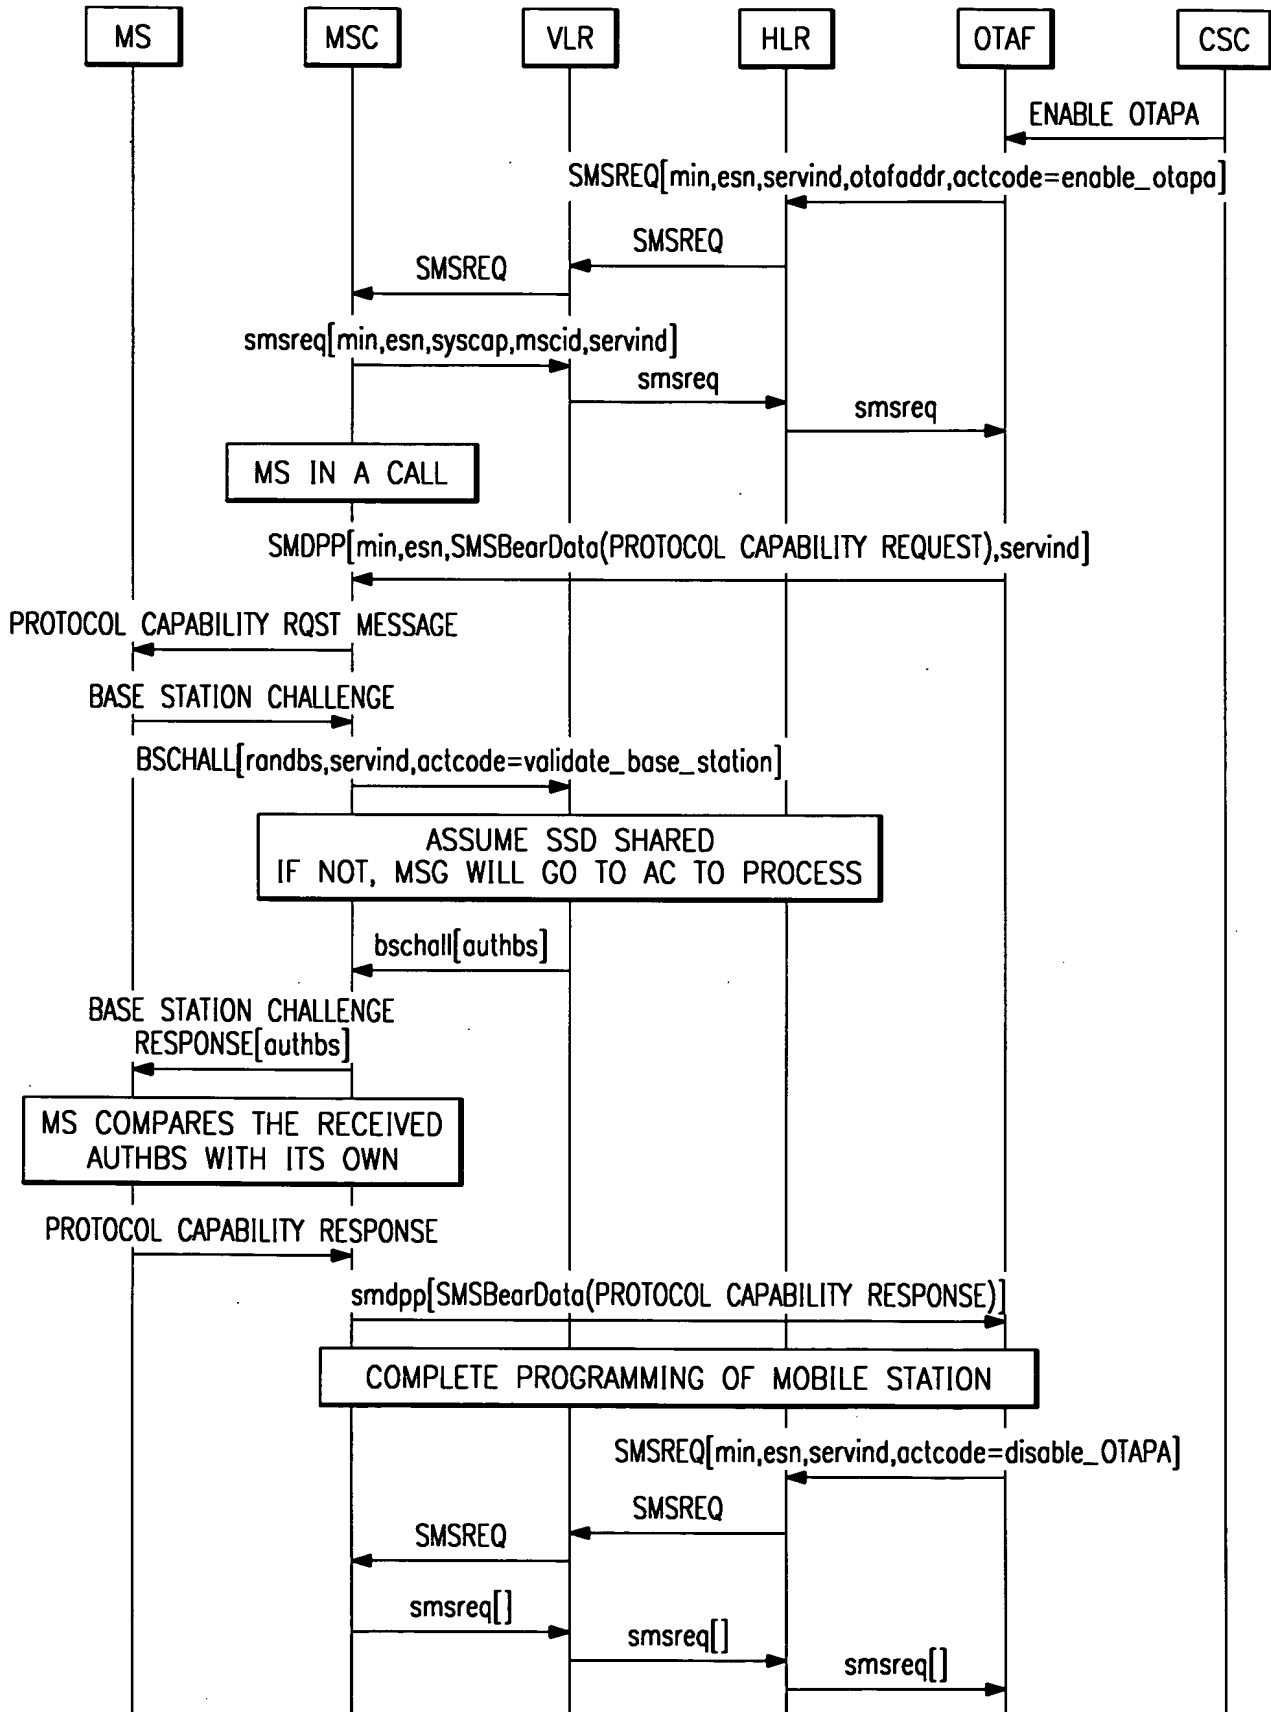 MS MSC VLR HLR OTAF CSC
ENABLE OTAPA
SMSREQ[min,esn,servind,otafaddr,actcode=enable_otapa]
SMSREQ
SMSREQ
smsreq[min,esn,syscap,mscid,servind]
smsreq
smsreq
MS IN A CALL
SMDPP[min,esn,SMSBearData(PROTOCOL CAPABILITY REQUEST),servind]
PROTOCOL CAPABILITY RQST MESSAGE
BASE STATION CHALLENGE
BSCHALL[randbs,servind,actcode=validate_base_station]
ASSUME SSD SHARED
IF NOT, MSG WILL GO TO AC TO PROCESS
bschall[authbs]
BASE STATION CHALLENGE
RESPONSE[authbs]
MS COMPARES THE RECEIVED
AUTHBS WITH ITS OWN
PROTOCOL CAPABILITY RESPONSE
smdpp[SMSBearData(PROTOCOL CAPABILITY RESPONSE)]
COMPLETE PROGRAMMING OF MOBILE STATION
SMSREQ[min,esn,servind,actcode=disable_OTAPA]
SMSREQ
SMSREQ
smsreq[]
smsreq[]
smsreq[]